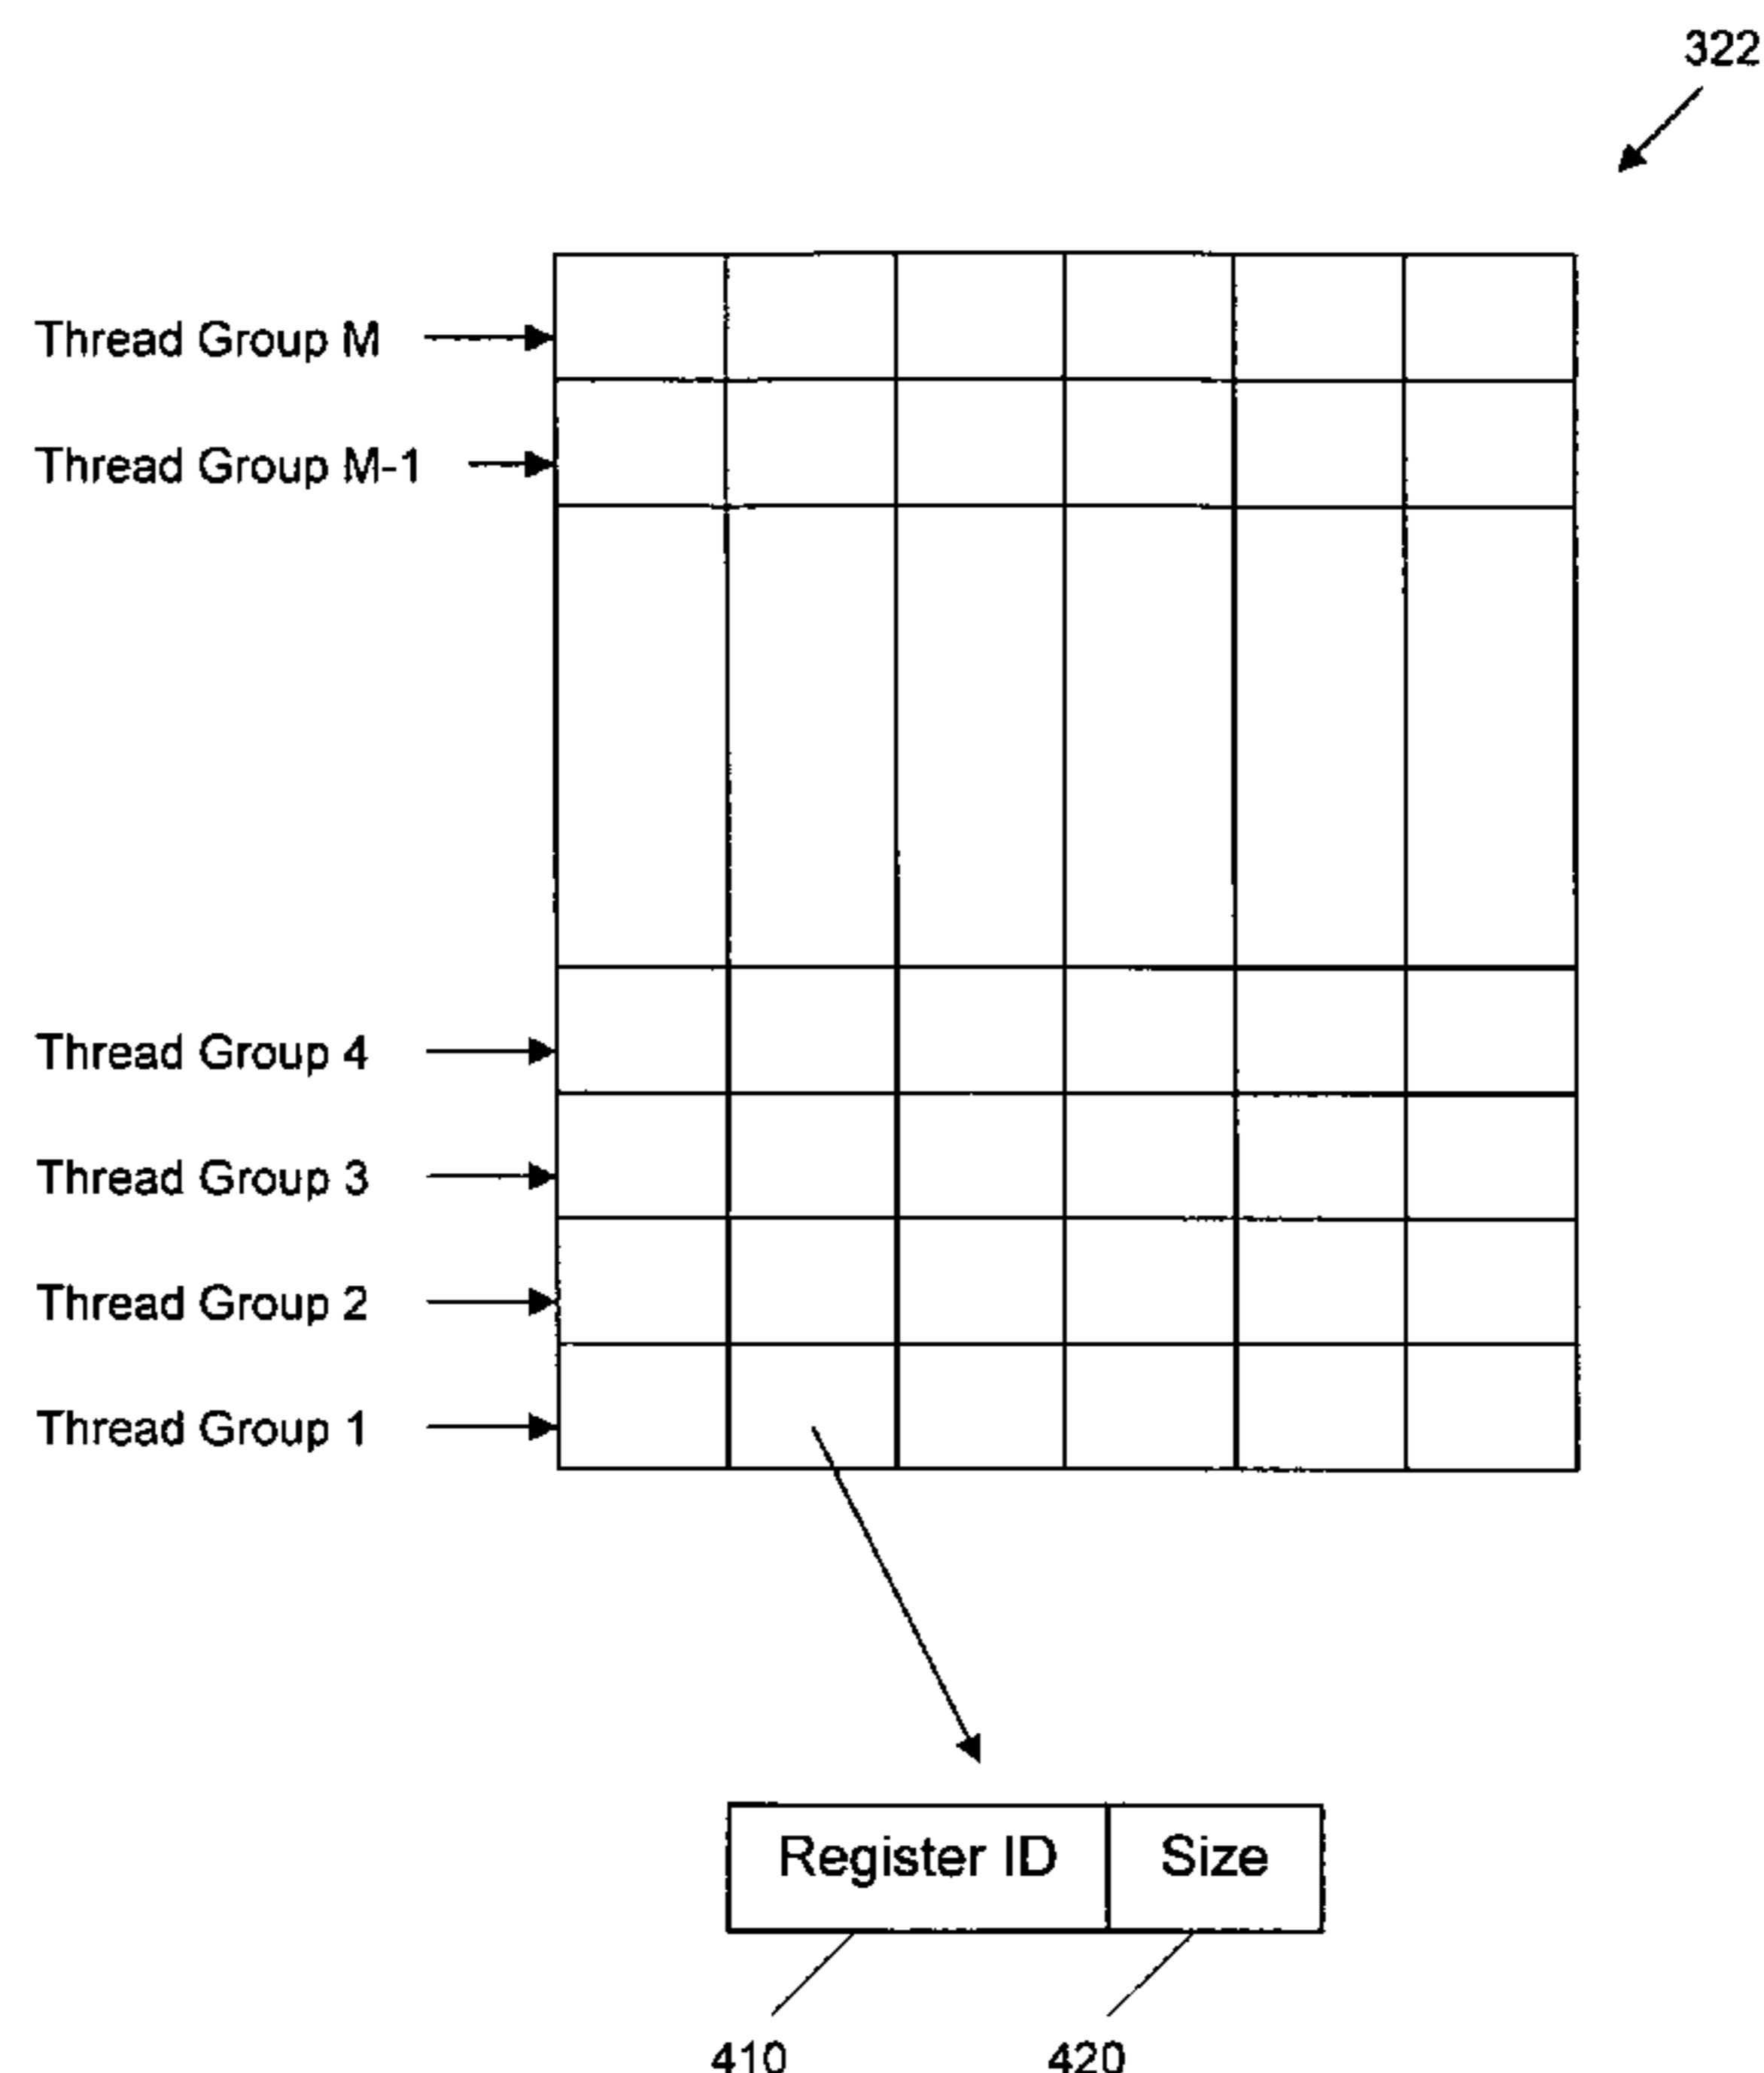 322
Thread Group M
Thread Group M-1
Thread Group 4
Thread Group 3
Thread Group 2
Thread Group 1
Register ID Size
410 420